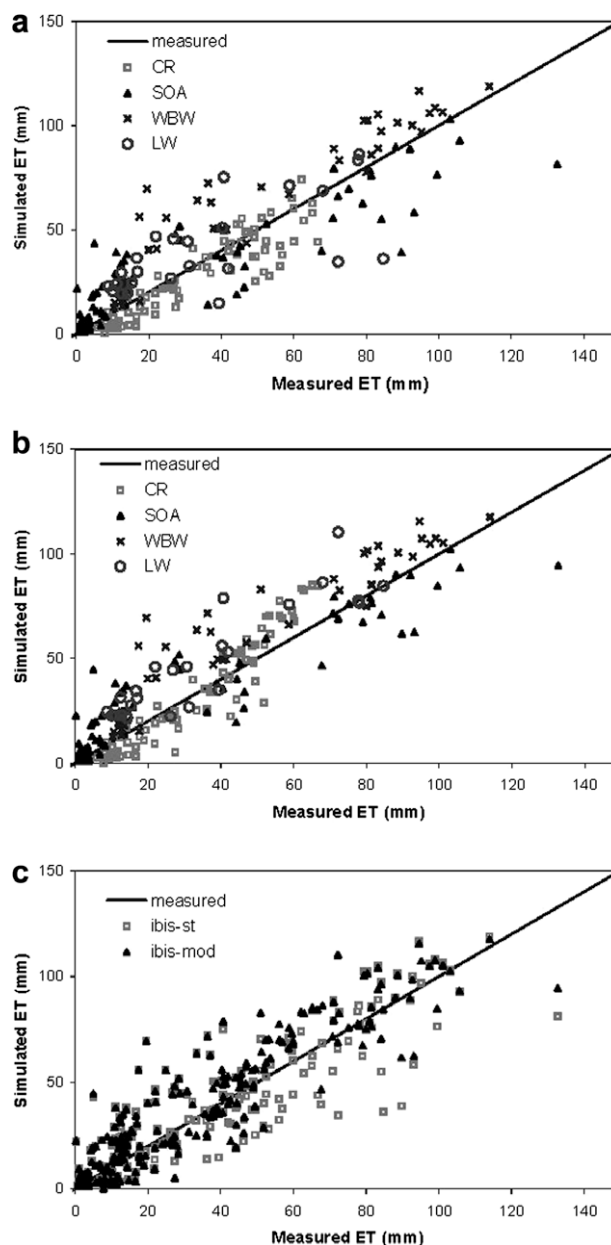 a
150
measured
CR
SOA
WBW
LW
100
50
0
Simulated ET (mm)
0 20 40 60 80 100 120 140
Measured ET (mm)
b
150
measured
CR
SOA
WBW
LW
100
50
0
Simulated ET (mm)
0 20 40 60 80 100 120 140
Measured ET (mm)
c
150
measured
ibis-st
ibis-mod
100
50
0
Simulated ET (mm)
0 20 40 60 80 100 120 140
Measured ET (mm)